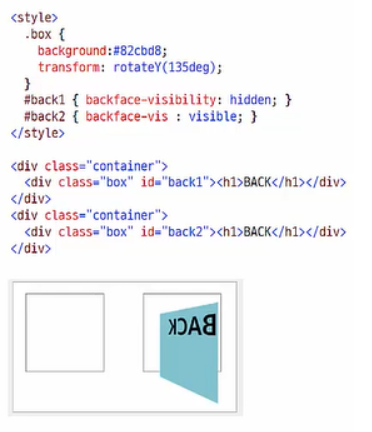 <style>
.box {
background:#82cbd8;
transform: rotateY(135deg);
}
#back1 { backface-visibility: hidden; }
#back2 { backface-vis : visible; }
</style>
<div class="container">
<div class="box" id="back1"><h1>BACK</h1></div>
</div>
<div class="container">
<div class="box" id="back2"><h1>BACK</h1></div>
</div>
BACK